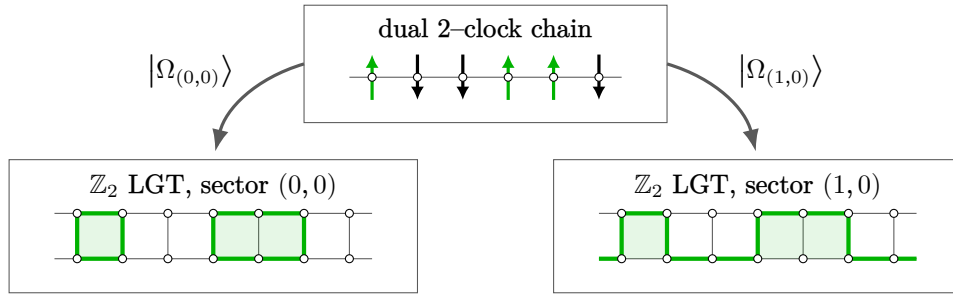 dual 2–clock chain
|Ω(0,0)⟩
|Ω(1,0)⟩
ℤ2 LGT, sector (0, 0)
ℤ2 LGT, sector (1, 0)